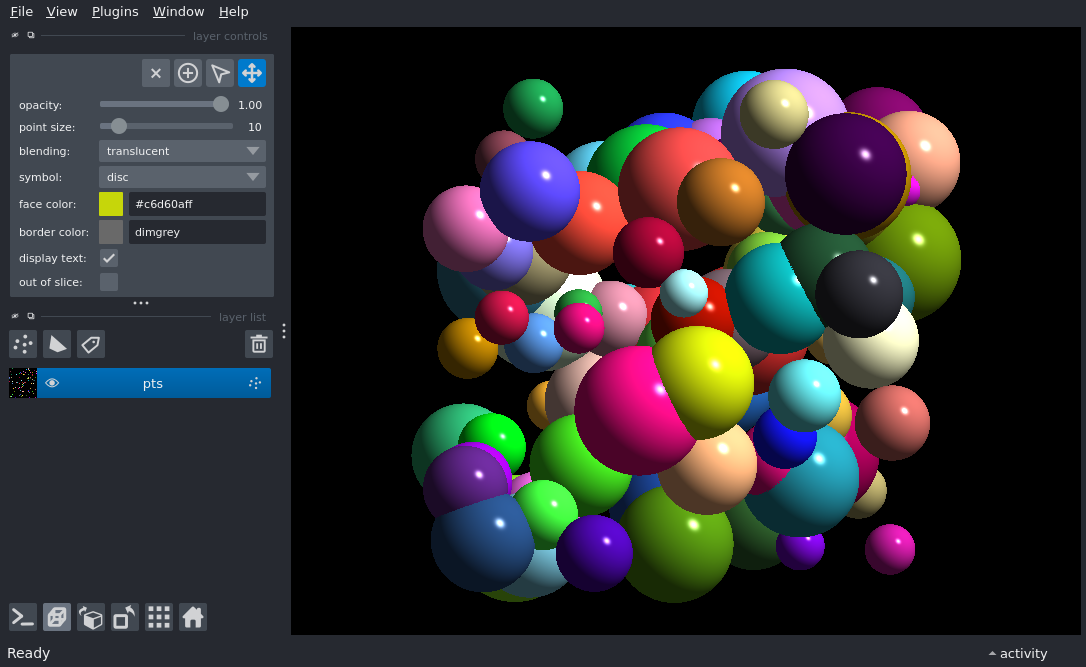 File View Plugins Window Help
layer controls
opacity: 1.00
point size: 10
blending: translucent
symbol: disc
face color: #c6d60aff
border color: dimgrey
display text:
out of slice:
layer list
pts
Ready
activity